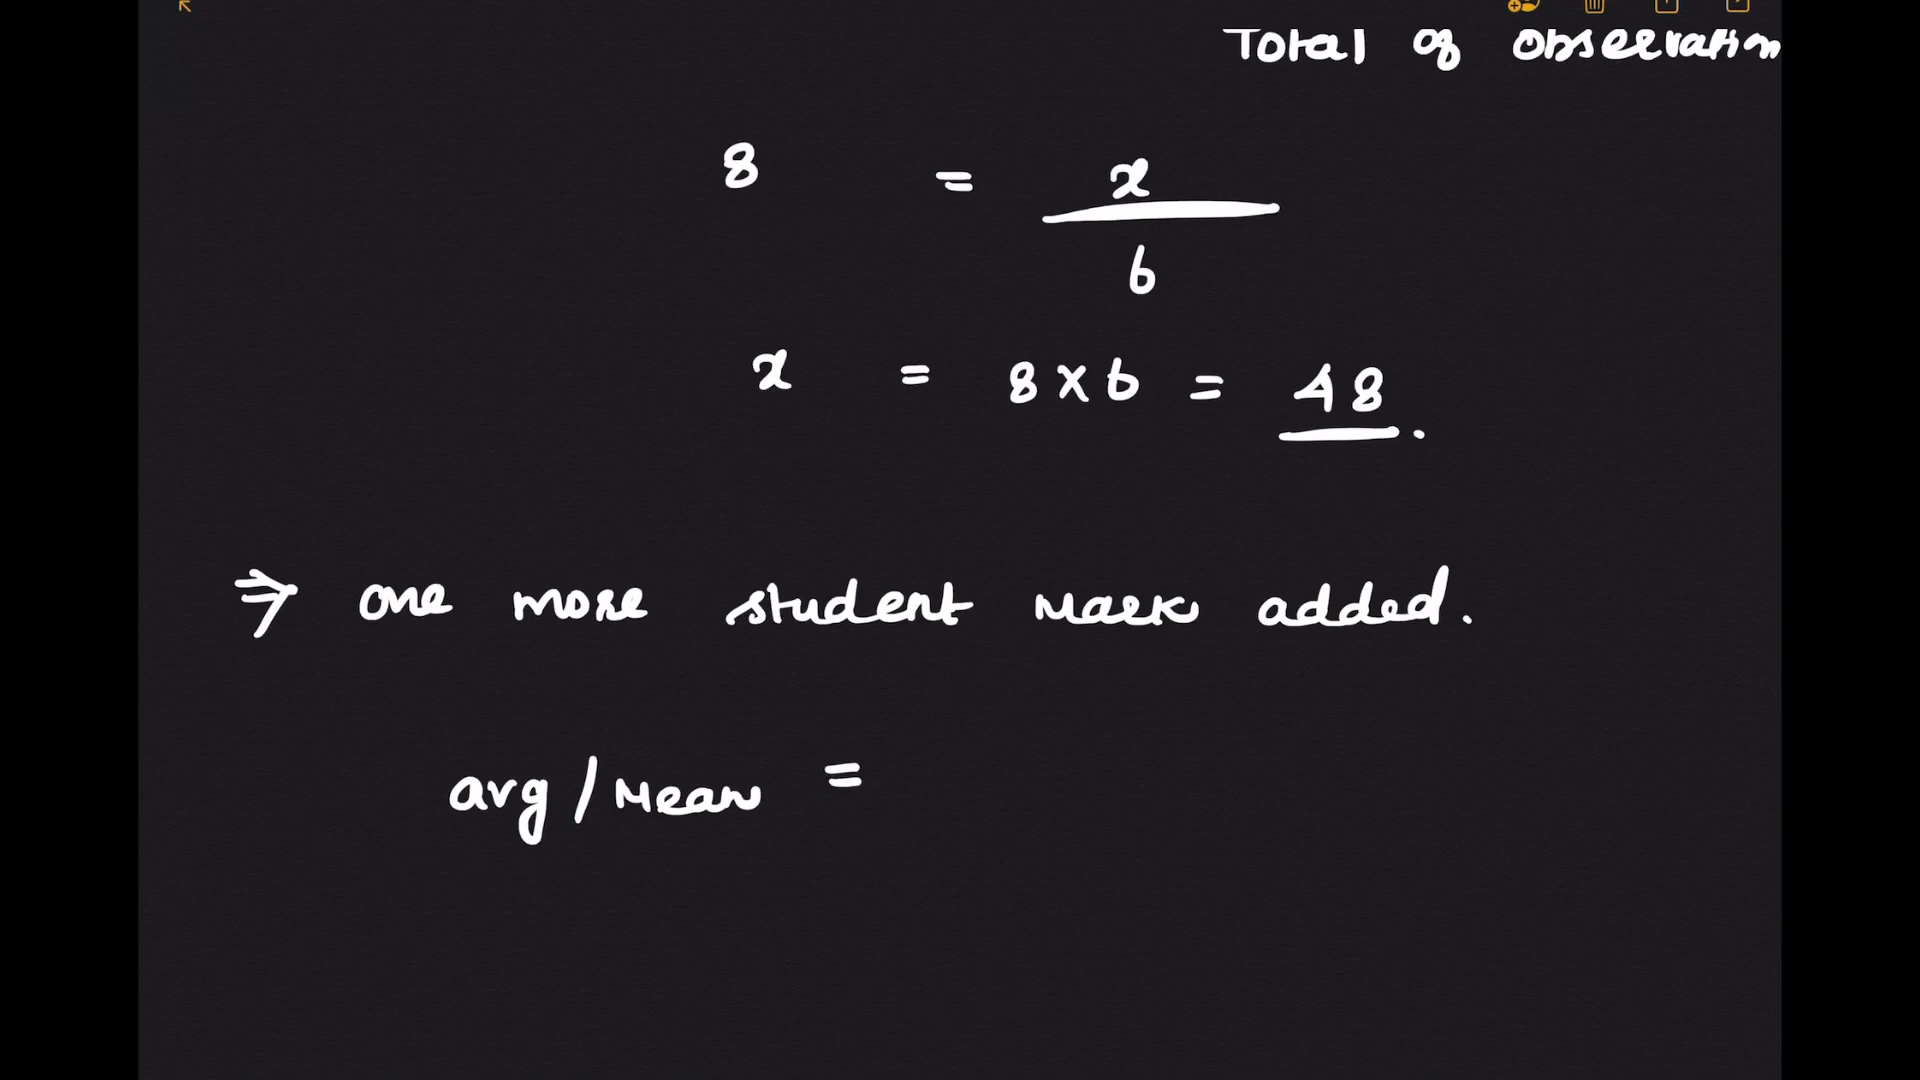 Total of observation
8 = x
6
x = 8 x 6 = 48.
⇒ one more student Mark added.
avg / Mean =